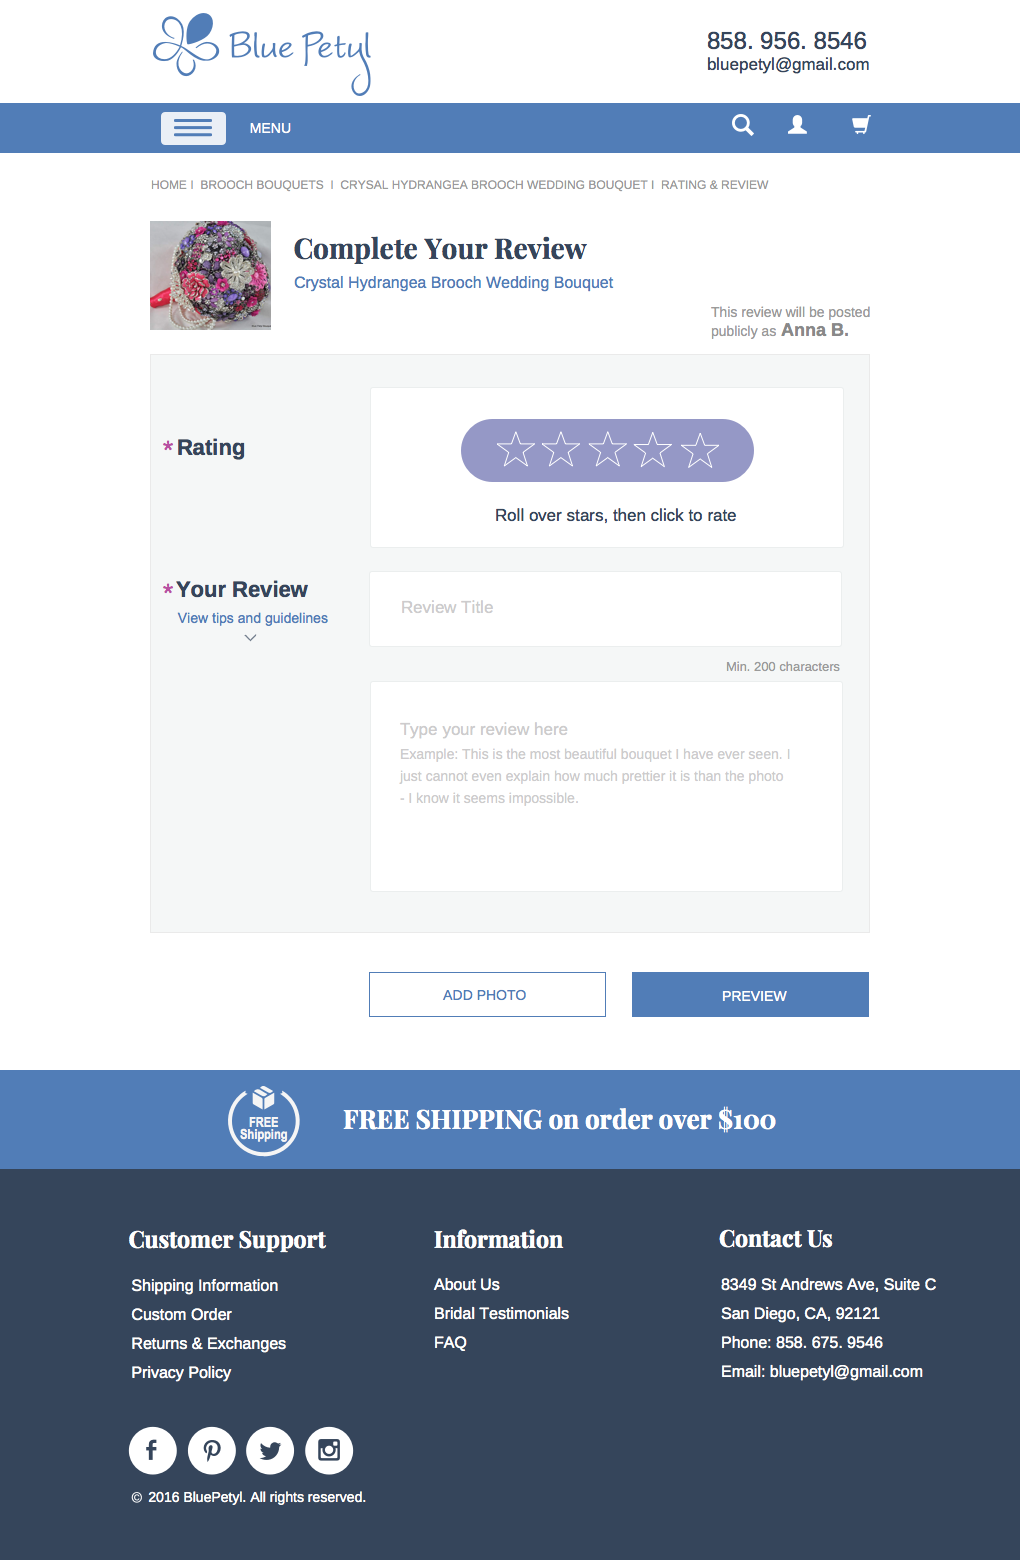 Blue Petyl
858. 956. 8546
bluepetyl@gmail.com
MENU
HOME I BROOCH BOUQUETS I CRYSAL HYDRANGEA BROOCH WEDDING BOUQUET I RATING & REVIEW
Complete Your Review
Crystal Hydrangea Brooch Wedding Bouquet
This review will be posted
publicly as Anna B.
* Rating
Roll over stars, then click to rate
* Your Review
View tips and guidelines
Review Title
Min. 200 characters
Type your review here
Example: This is the most beautiful bouquet I have ever seen. I
just cannot even explain how much prettier it is than the photo
- I know it seems impossible.
ADD PHOTO
PREVIEW
FREE
Shipping
FREE SHIPPING on order over $100
Customer Support
Shipping Information
Custom Order
Returns & Exchanges
Privacy Policy
Information
About Us
Bridal Testimonials
FAQ
Contact Us
8349 St Andrews Ave, Suite C
San Diego, CA, 92121
Phone: 858. 675. 9546
Email: bluepetyl@gmail.com
© 2016 BluePetyl. All rights reserved.